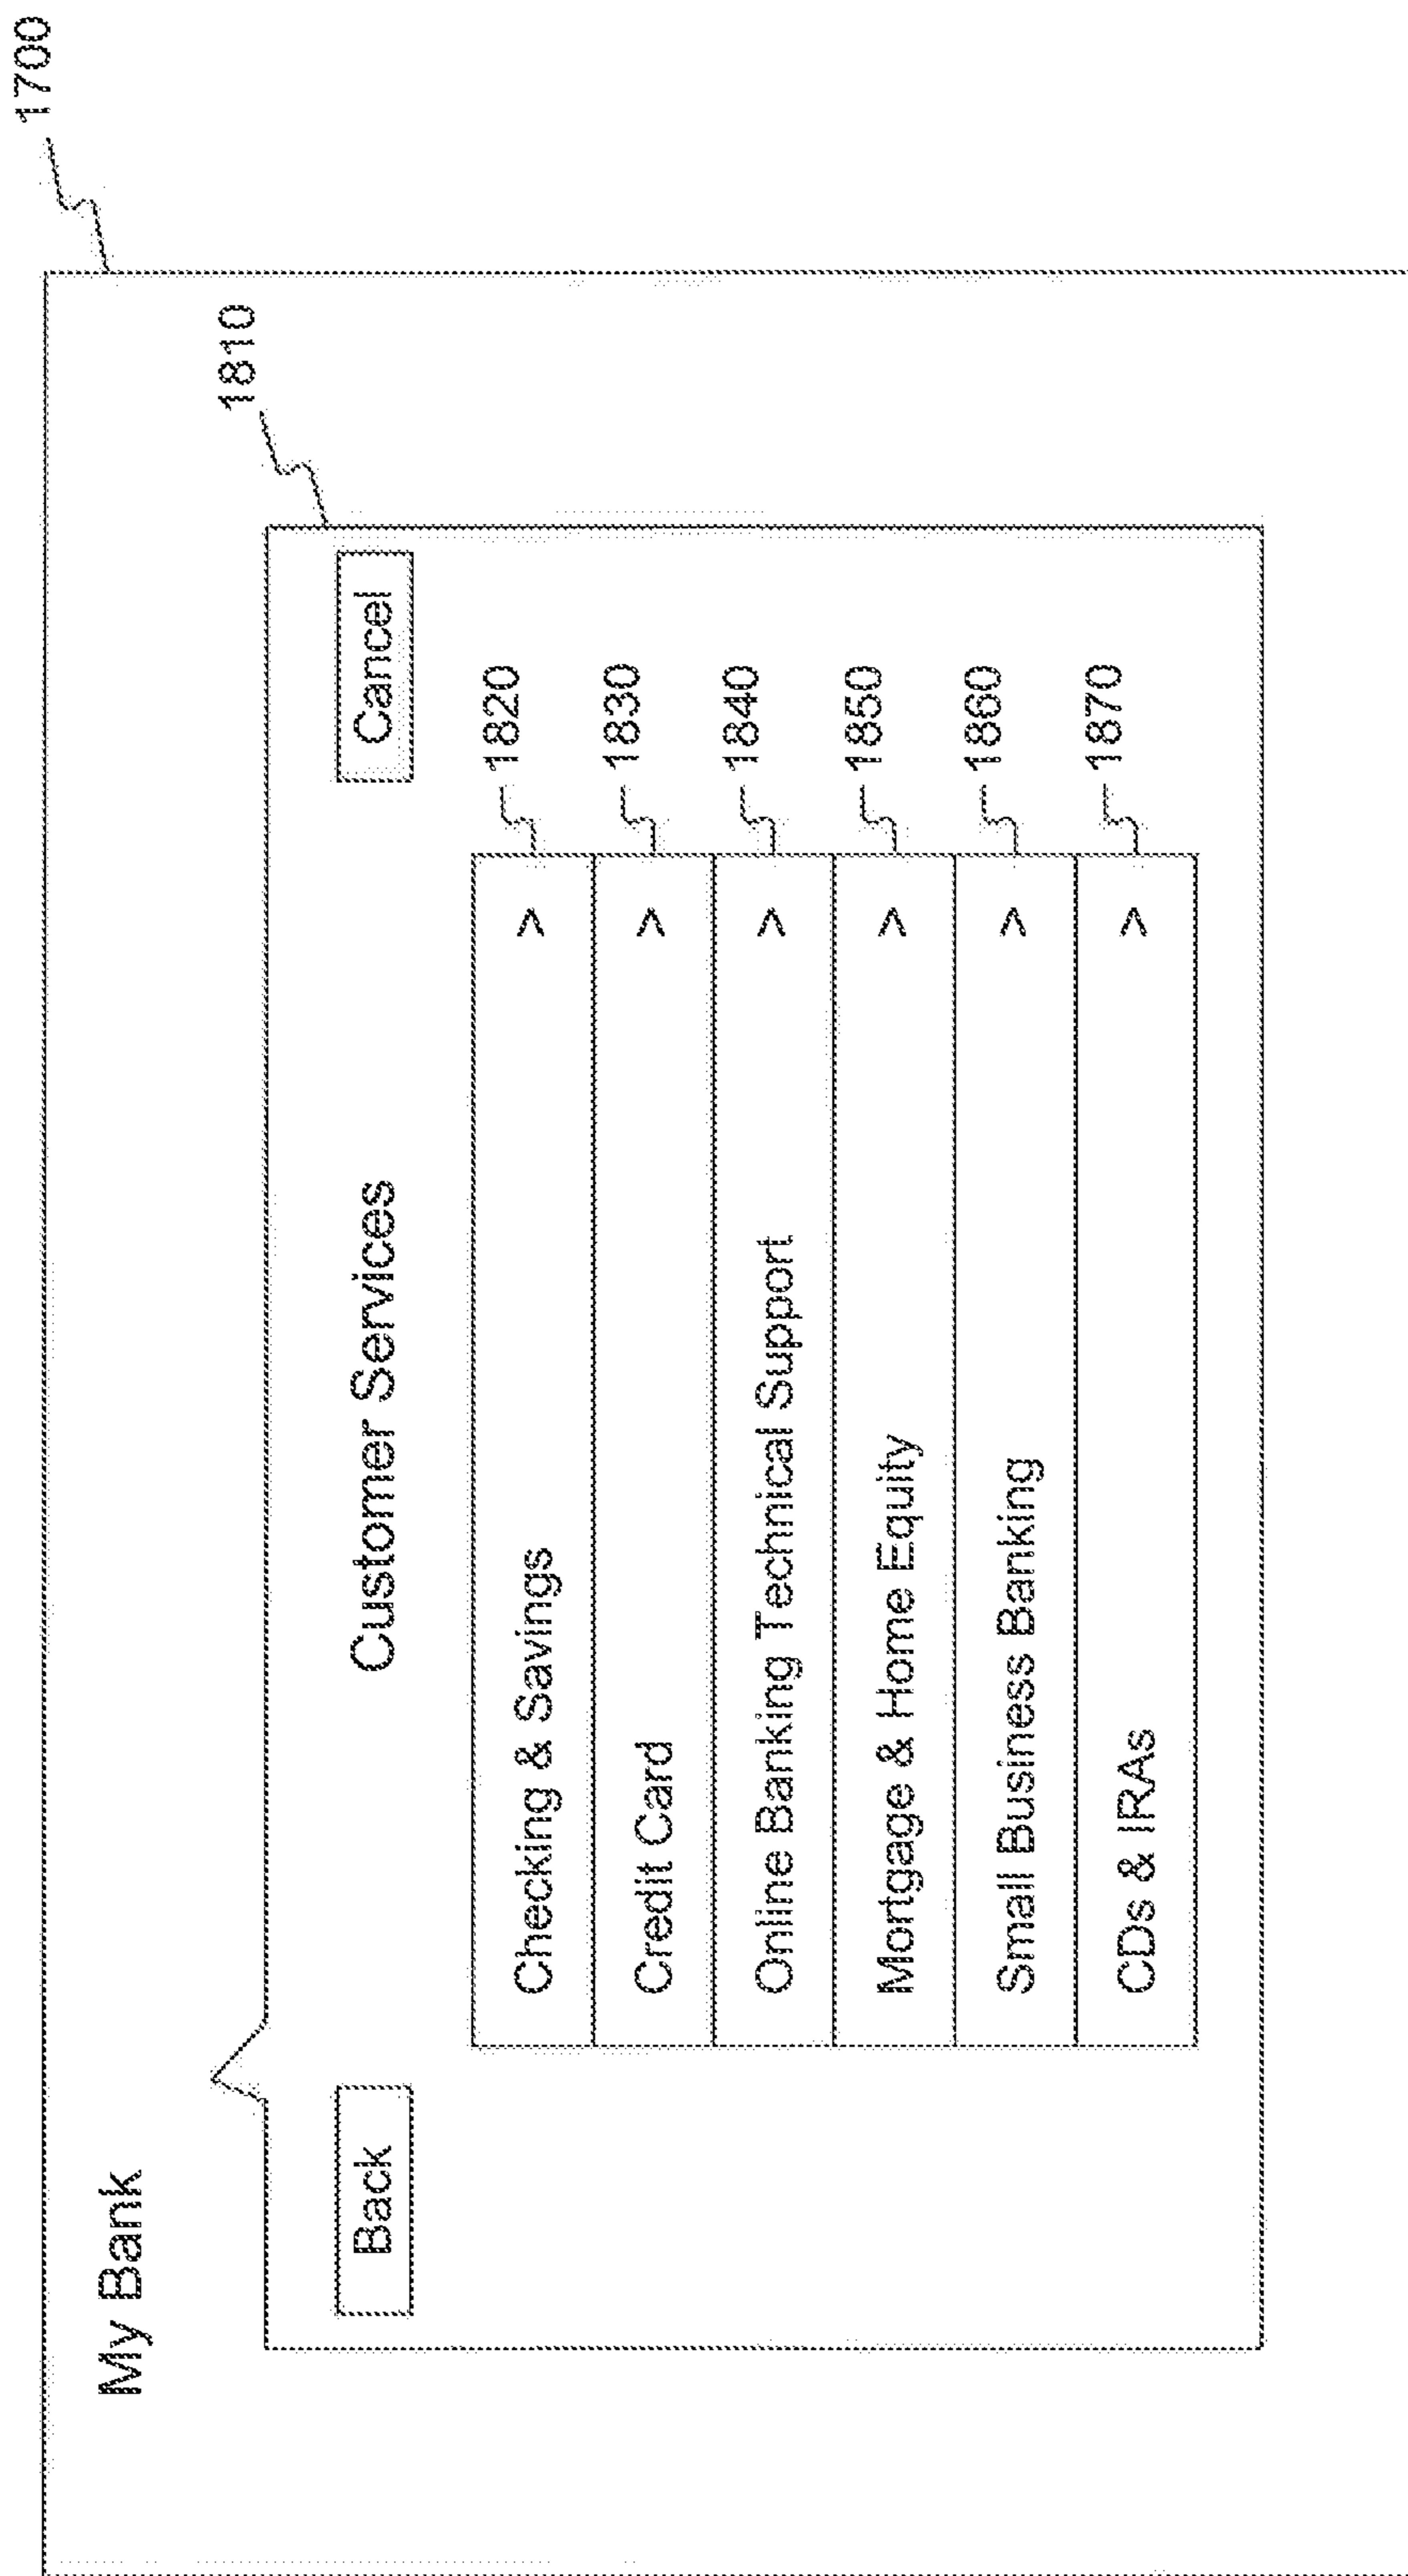 1700
My Bank
1810
Back
Customer Services
Cancel
Checking & Savings > 1820
Credit Card > 1830
Online Banking Technical Support > 1840
Mortgage & Home Equity > 1850
Small Business Banking > 1860
CDs & IRAs > 1870